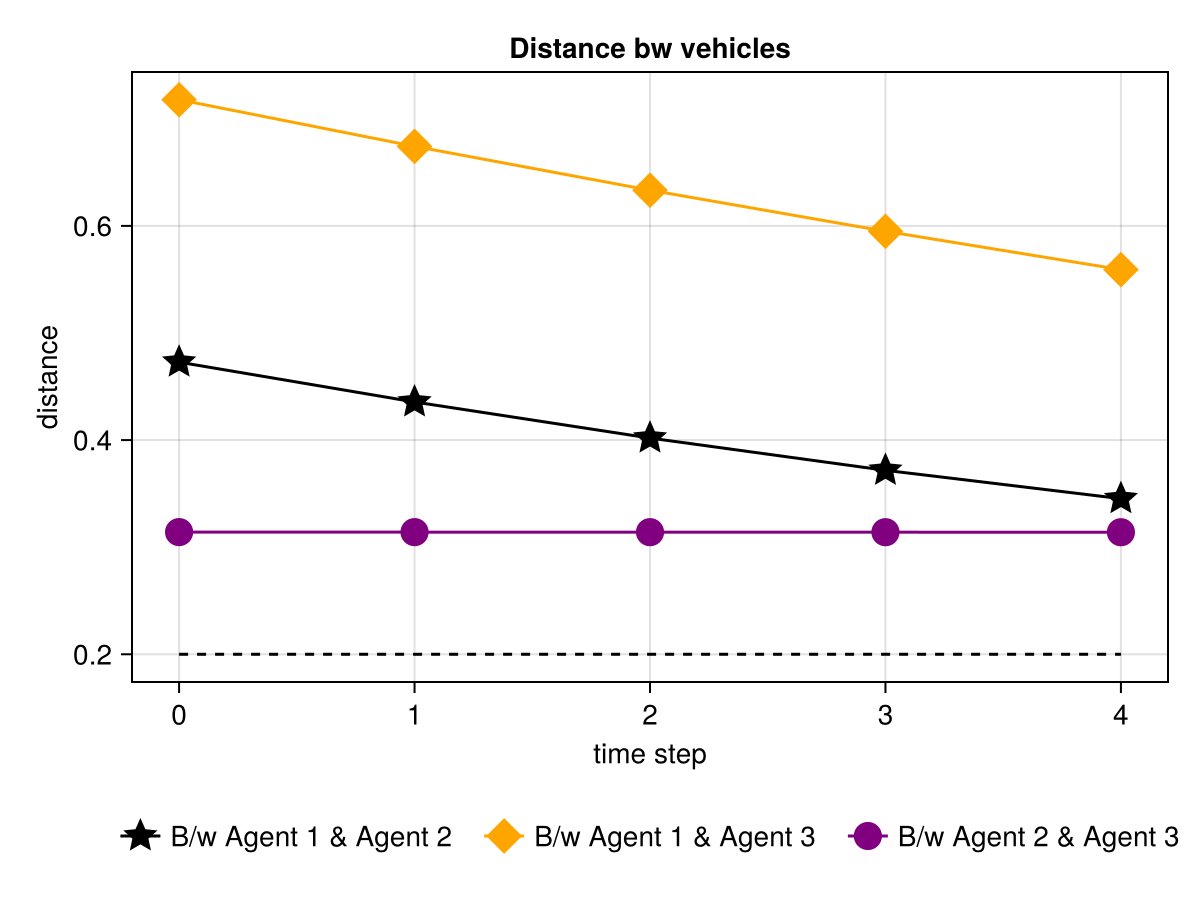 Distance bw vehicles
distance
0.6
0.4
0.2
0 1 2 3 4
time step
B/w Agent 1 & Agent 2 B/w Agent 1 & Agent 3 B/w Agent 2 & Agent 3